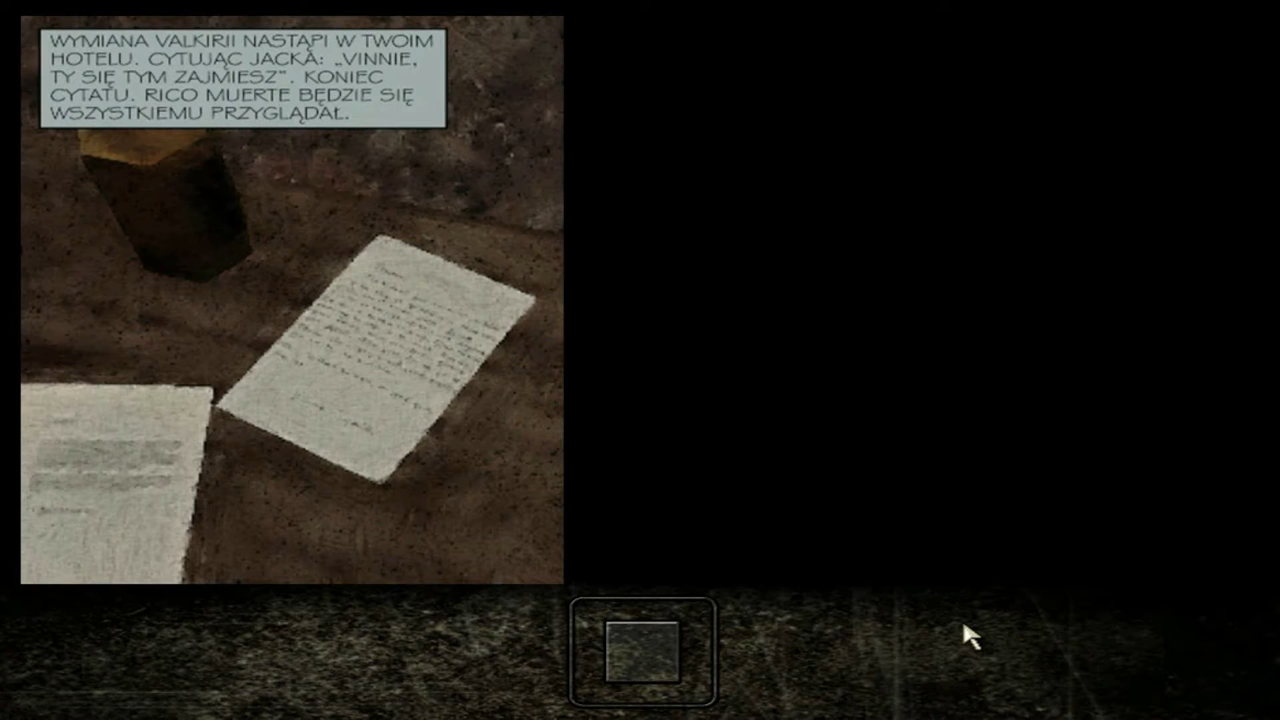 WYMIANA VALKIRII NASTĄPI W TWOIM
HOTELU. CYTUJĄC JACKA: „VINNIE,
TY SIĘ TYM ZAJMIESZ”. KONIEC
CYTATU. RICO MUERTE BĘDZIE SIĘ
WSZYSTKIEMU PRZYGLĄDAŁ.